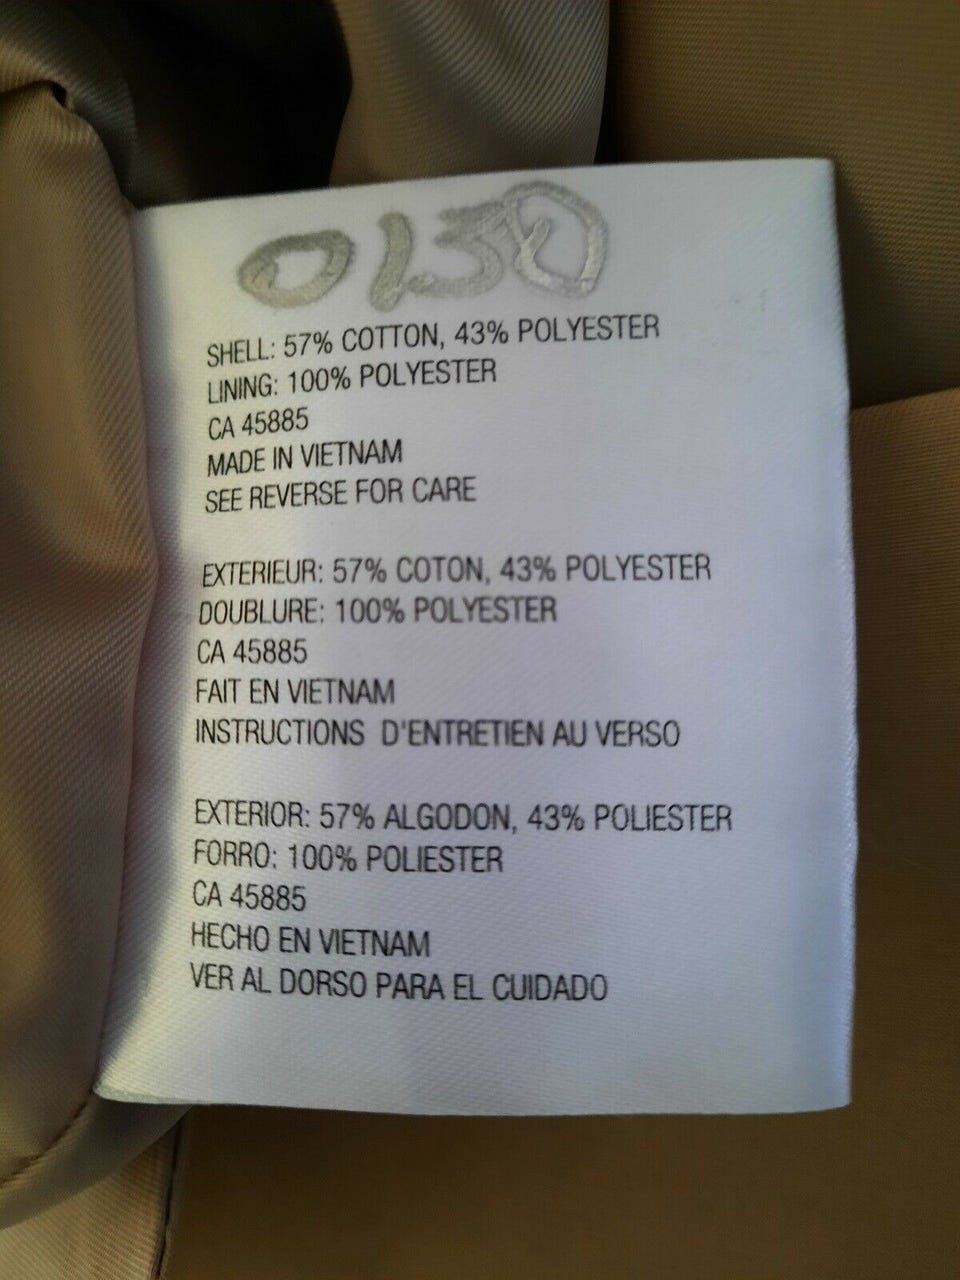 0130
SHELL: 57% COTTON, 43% POLYESTER
LINING: 100% POLYESTER
CA 45885
MADE IN VIETNAM
SEE REVERSE FOR CARE
EXTERIEUR: 57% COTON, 43% POLYESTER
DOUBLURE: 100% POLYESTER
CA 45885
FAIT EN VIETNAM
INSTRUCTIONS D'ENTRETIEN AU VERSO
EXTERIOR: 57% ALGODON, 43% POLIESTER
FORRO: 100% POLIESTER
CA 45885
HECHO EN VIETNAM
VER AL DORSO PARA EL CUIDADO